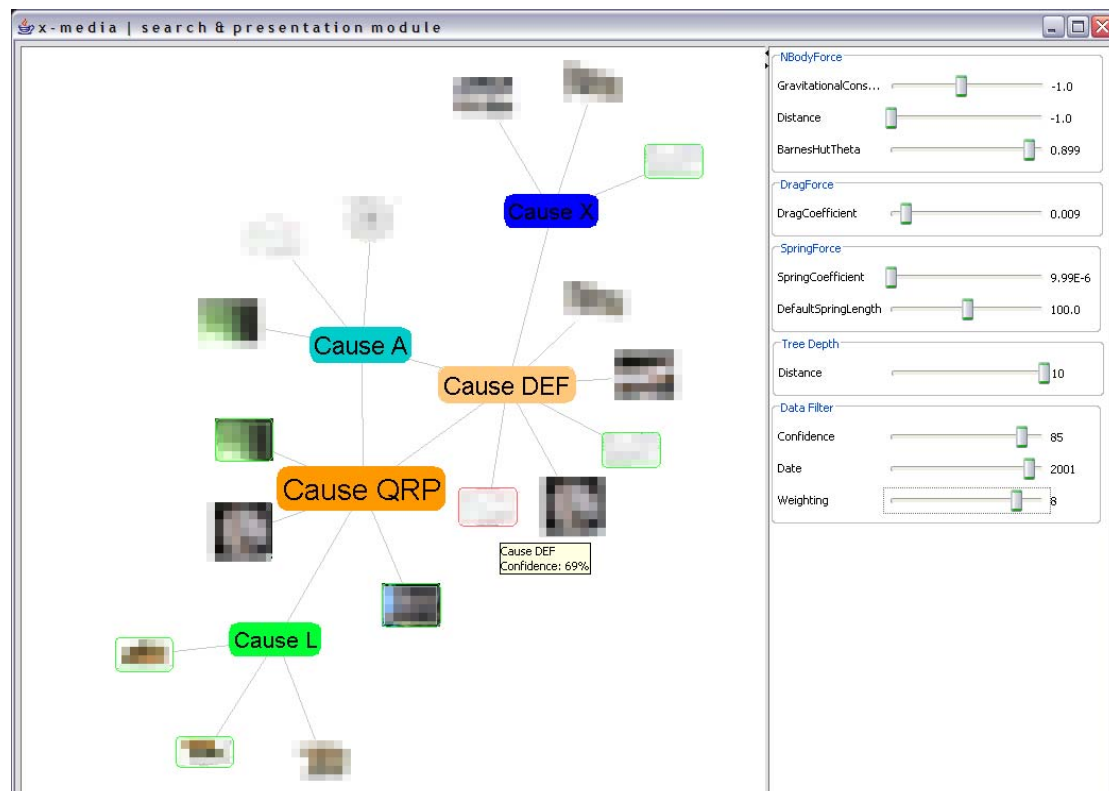 x-media | search & presentation module
Cause X
Cause A
Cause DEF
Cause QRP
Cause DEF
Confidence: 69%
Cause L
NBodyForce
GravitationalCons... -1.0
Distance -1.0
BarnesHutTheta 0.899
DragForce
DragCoefficient 0.009
SpringForce
SpringCoefficient 9.99E-6
DefaultSpringLength 100.0
Tree Depth
Distance 10
Data Filter
Confidence 85
Date 2001
Weighting 8